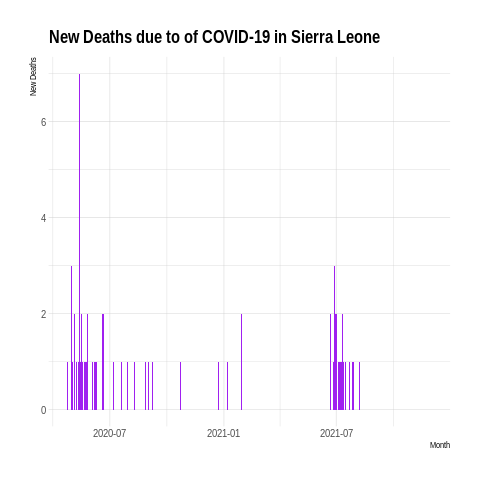 New Deaths due to of COVID-19 in Sierra Leone
New Deaths
6
4
2
0
2020-07 2021-01 2021-07
Month